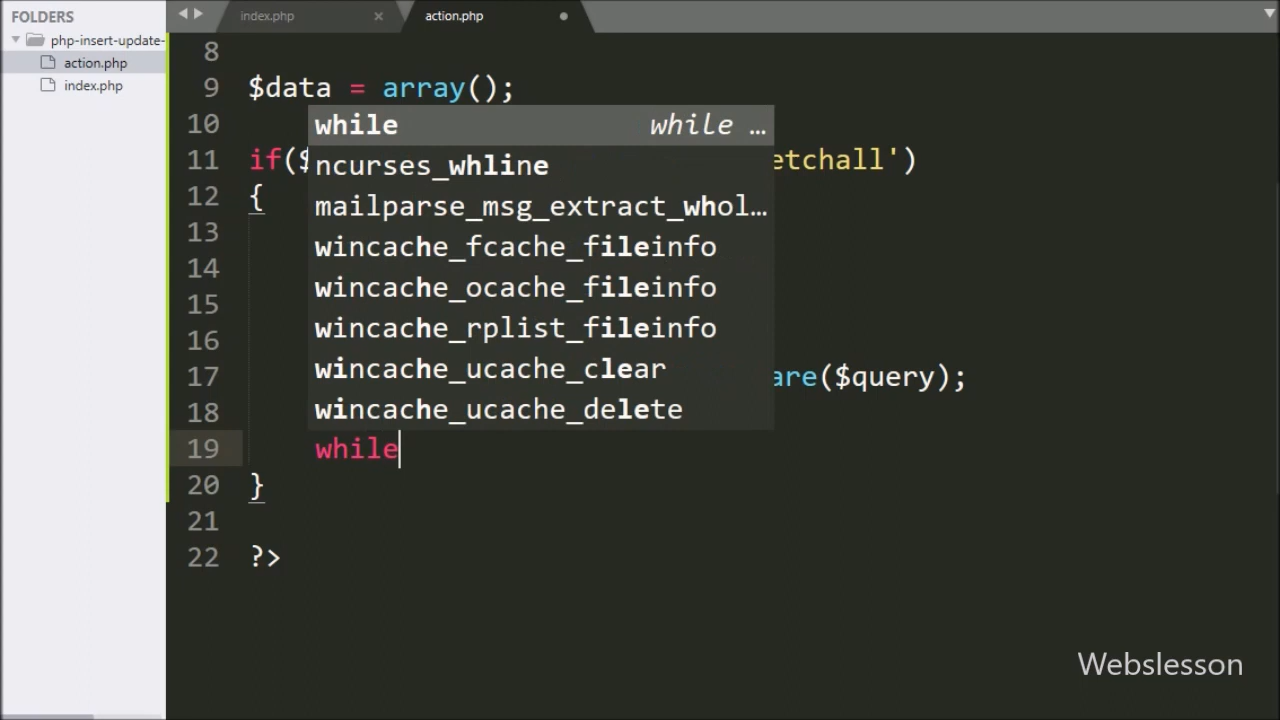 FOLDERS
php-insert-update-
action.php
index.php
index.php
action.php
8
9 $data = array();
10
11 if($ etchall')
12 {
13
14
15
16
17 are($query);
18
19 while
20 }
21
22 ?>
while while …
ncurses_whline
mailparse_msg_extract_whol…
wincache_fcache_fileinfo
wincache_ocache_fileinfo
wincache_rplist_fileinfo
wincache_ucache_clear
wincache_ucache_delete
Webslesson